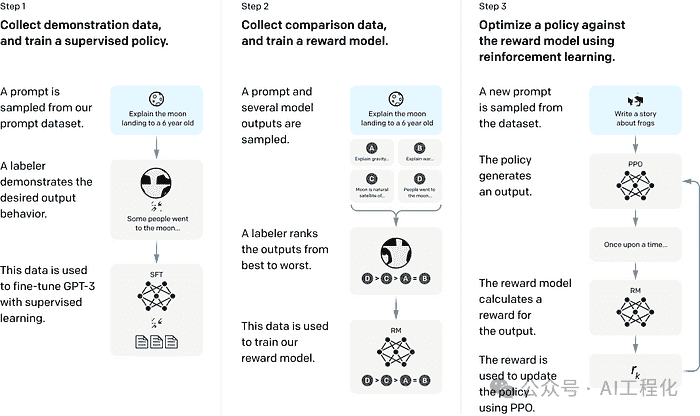 Step 1
Collect demonstration data,
and train a supervised policy.
A prompt is
sampled from our
prompt dataset.
Explain the moon
landing to a 6 year old
A labeler
demonstrates the
desired output
behavior.
Some people went
to the moon...
This data is used
to fine-tune GPT-3
with supervised
learning.
SFT
Step 2
Collect comparison data,
and train a reward model.
A prompt and
several model
outputs are
sampled.
Explain the moon
landing to a 6 year old
A
Explain gravity...
B
Explain war...
C
Moon is natural
satellite of...
D
People went to
the moon...
A labeler ranks
the outputs from
best to worst.
D > C > A = B
This data is used
to train our
reward model.
RM
D > C > A = B
Step 3
Optimize a policy against
the reward model using
reinforcement learning.
A new prompt
is sampled from
the dataset.
Write a story
about frogs
The policy
generates
an output.
PPO
Once upon a time...
The reward model
calculates a
reward for
the output.
RM
The reward is
used to update
the policy
using PPO.
rk
公众号 · AI工程化